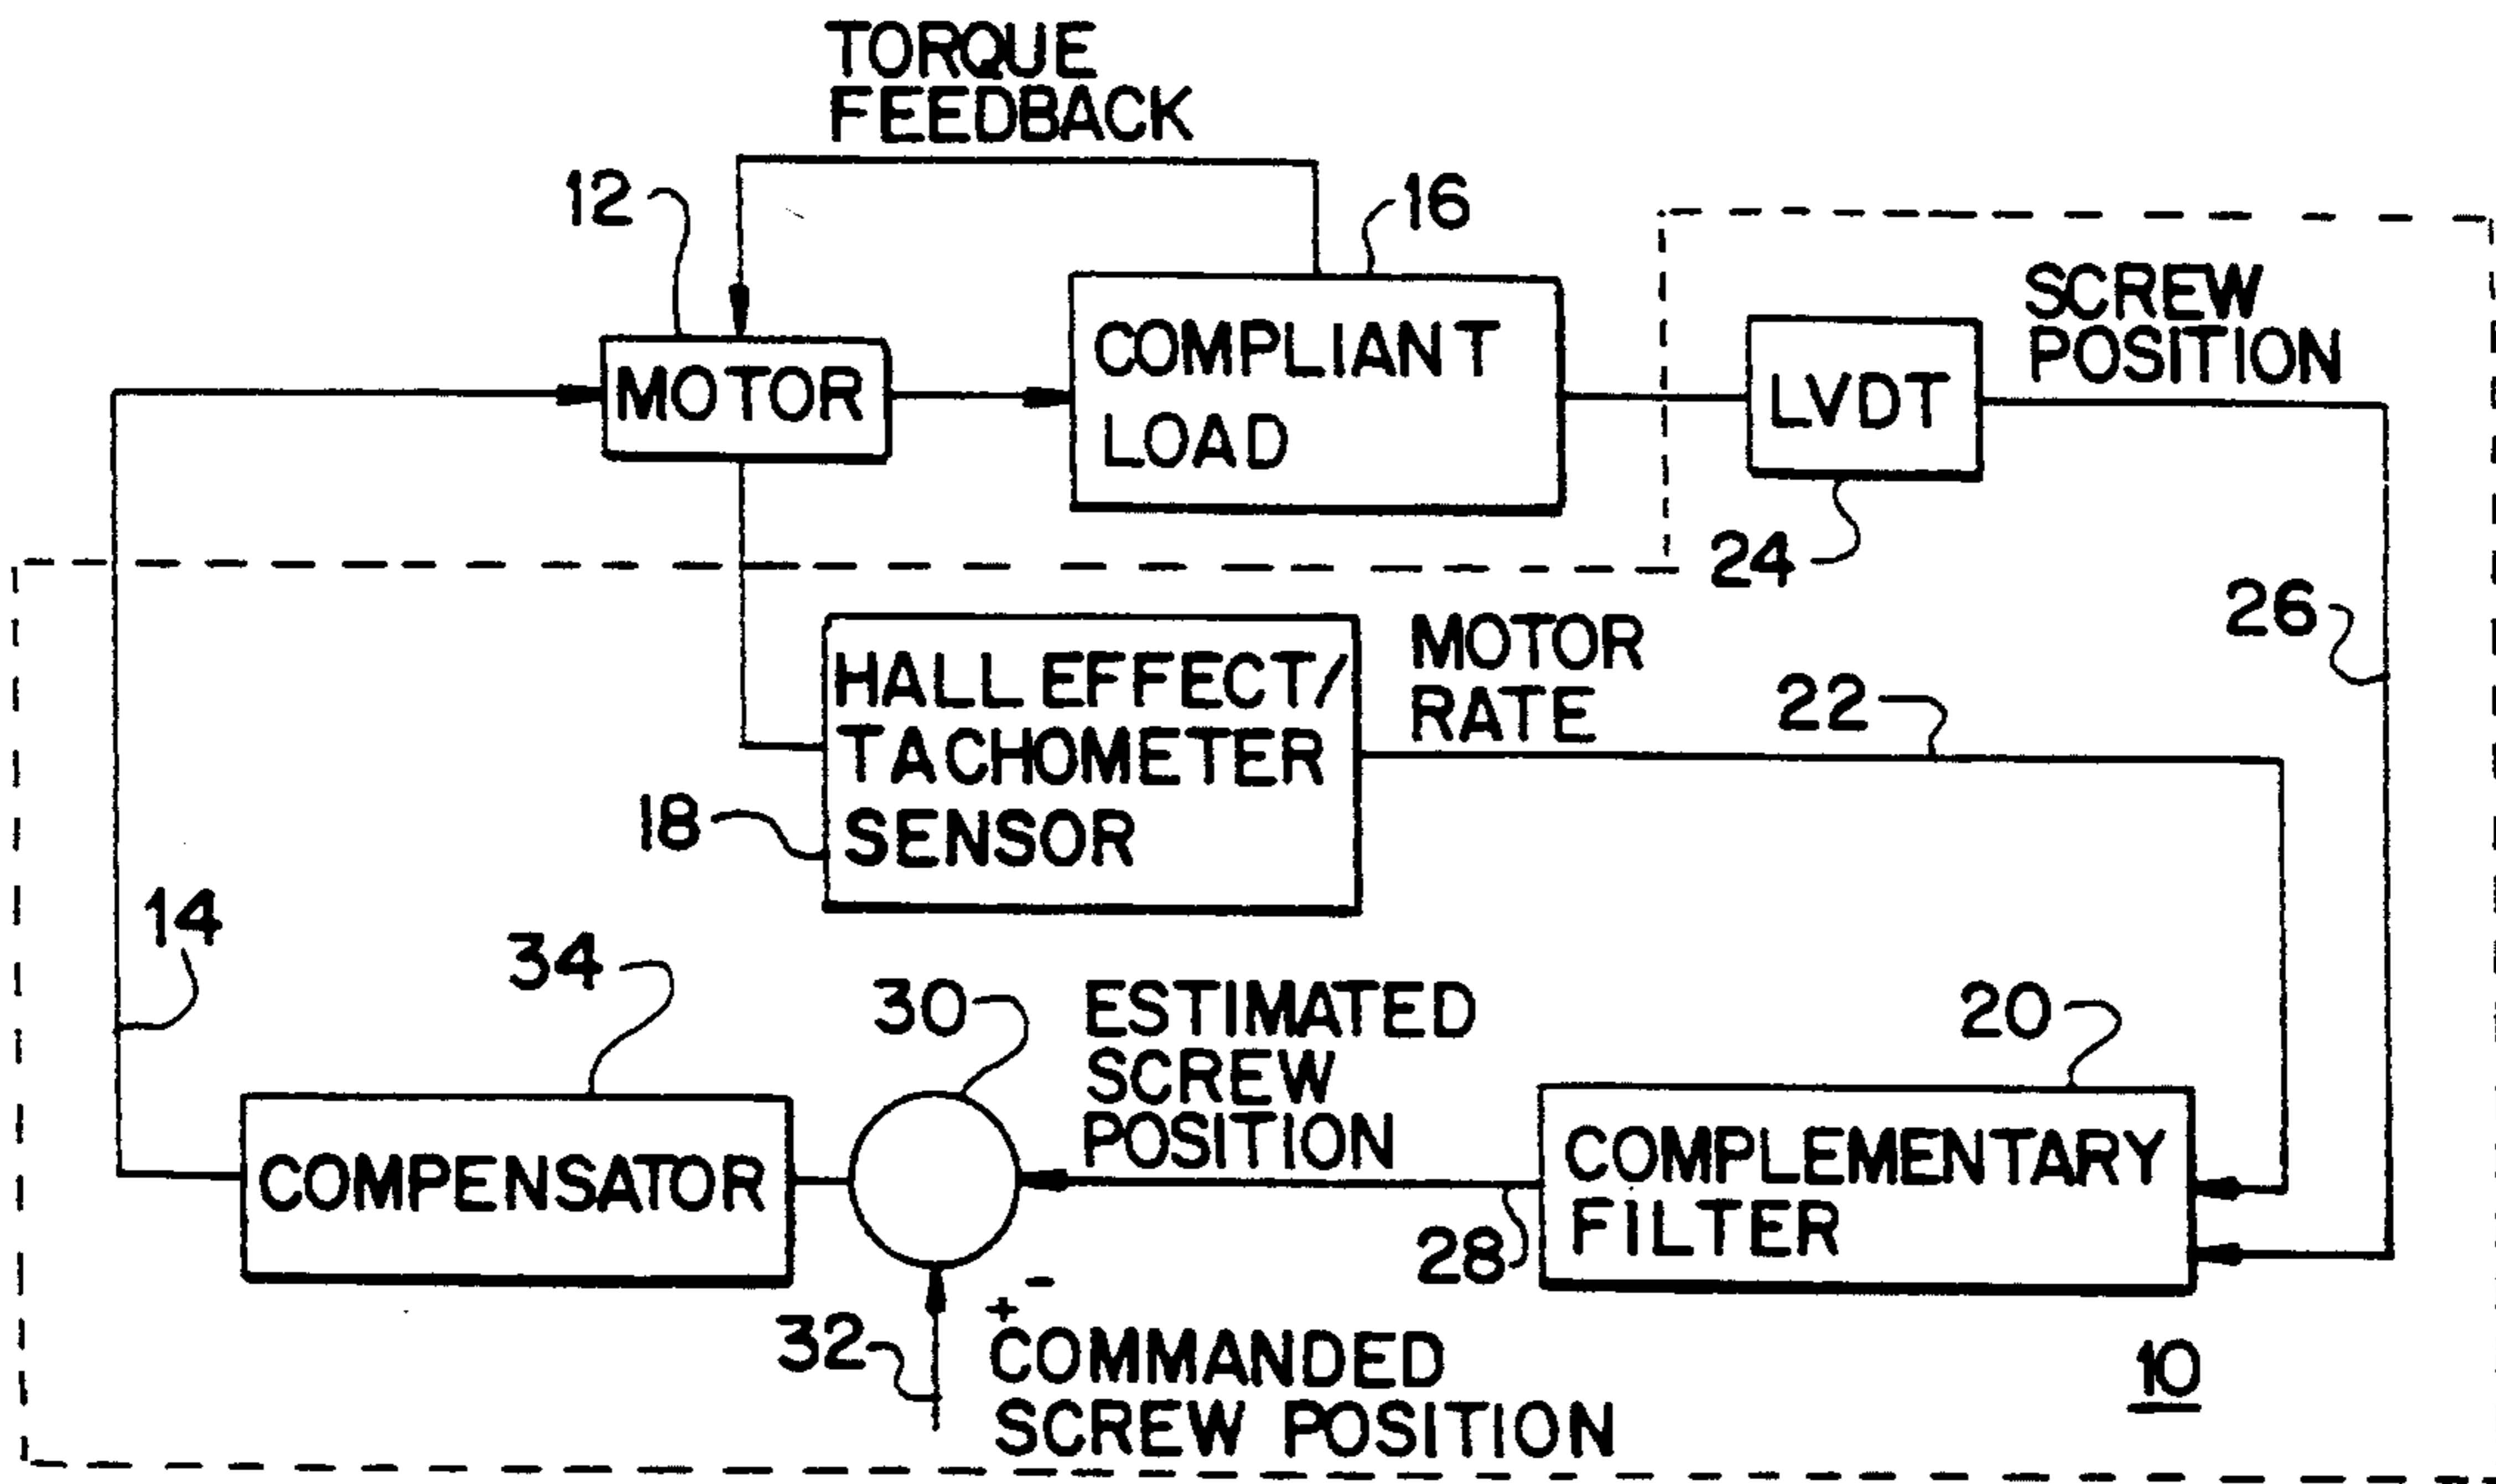 TORQUE
FEEDBACK
12
16
SCREW
POSITION
MOTOR
COMPLIANT
LOAD
LVDT
24
26
HALL EFFECT/
TACHOMETER
SENSOR
MOTOR
RATE
22
18
14
34
30
ESTIMATED
SCREW
POSITION
20
COMPENSATOR
COMPLEMENTARY
FILTER
28
-
+
32
COMMANDED
SCREW POSITION
10